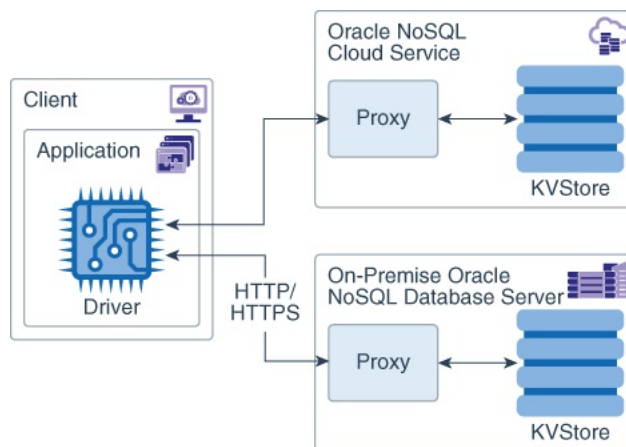 Client
Application
Driver
HTTP/
HTTPS
Oracle NoSQL
Cloud Service
Proxy
KVStore
On-Premise Oracle
NoSQL Database Server
Proxy
KVStore